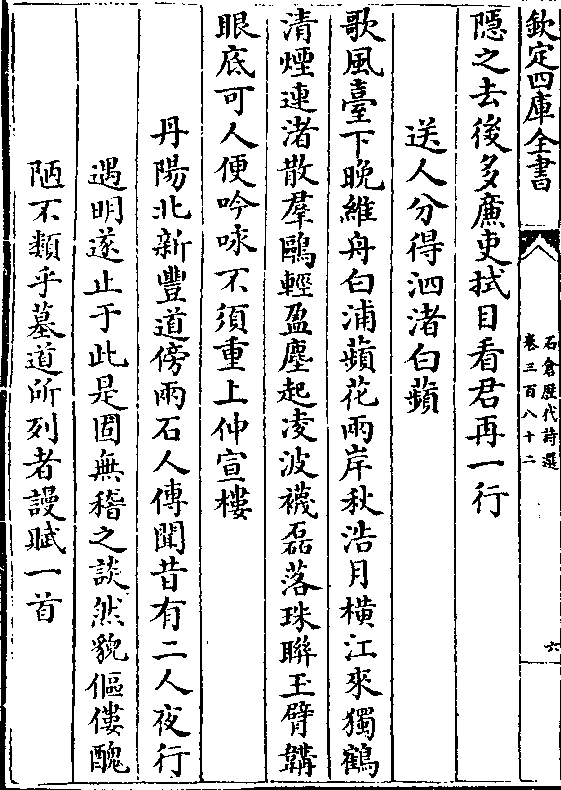 欽定四庫全書
石倉歷代詩選
卷三百八十二
六
隱之去後多廉吏拭目看君再一行
送人分得泗渚白蘋
歌風臺下晚維舟白浦蘋花兩岸秋浩月橫江來獨鶴
清煙連渚散羣鷗輕盈塵起凌波襪磊落珠聯玉臂韝
眼底可人便吟咏不須重上仲宣樓
丹陽北新豐道傍兩石人傳聞昔有二人夜行
遇明遂止于此是固無稽之談然貌傴僂醜
陋不類乎墓道所列者謾賦一首